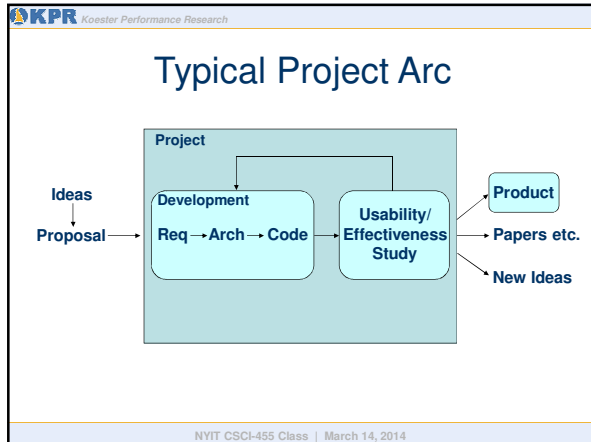 KPR Koester Performance Research
Typical Project Arc
Project
Ideas
Proposal
Development
Req Arch Code
Usability/
Effectiveness
Study
Product
Papers etc.
New Ideas
NYIT CSCI-455 Class | March 14, 2014